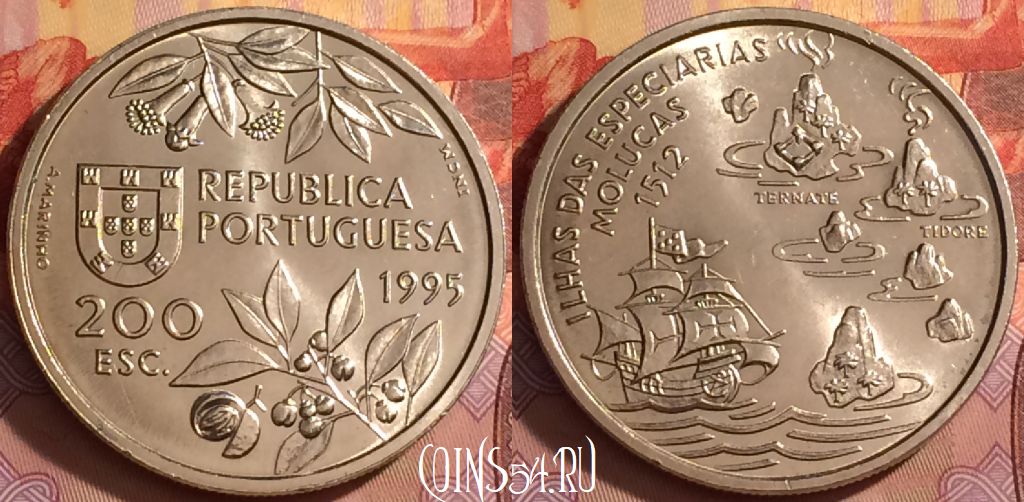 A.MARINHO
INCM
REPUBLICA
PORTUGUESA
1995
200
ESC.
ILHAS DAS ESPECIARIAS
MOLUCAS
1512
TERNATE
TIDORE
COINS54.RU